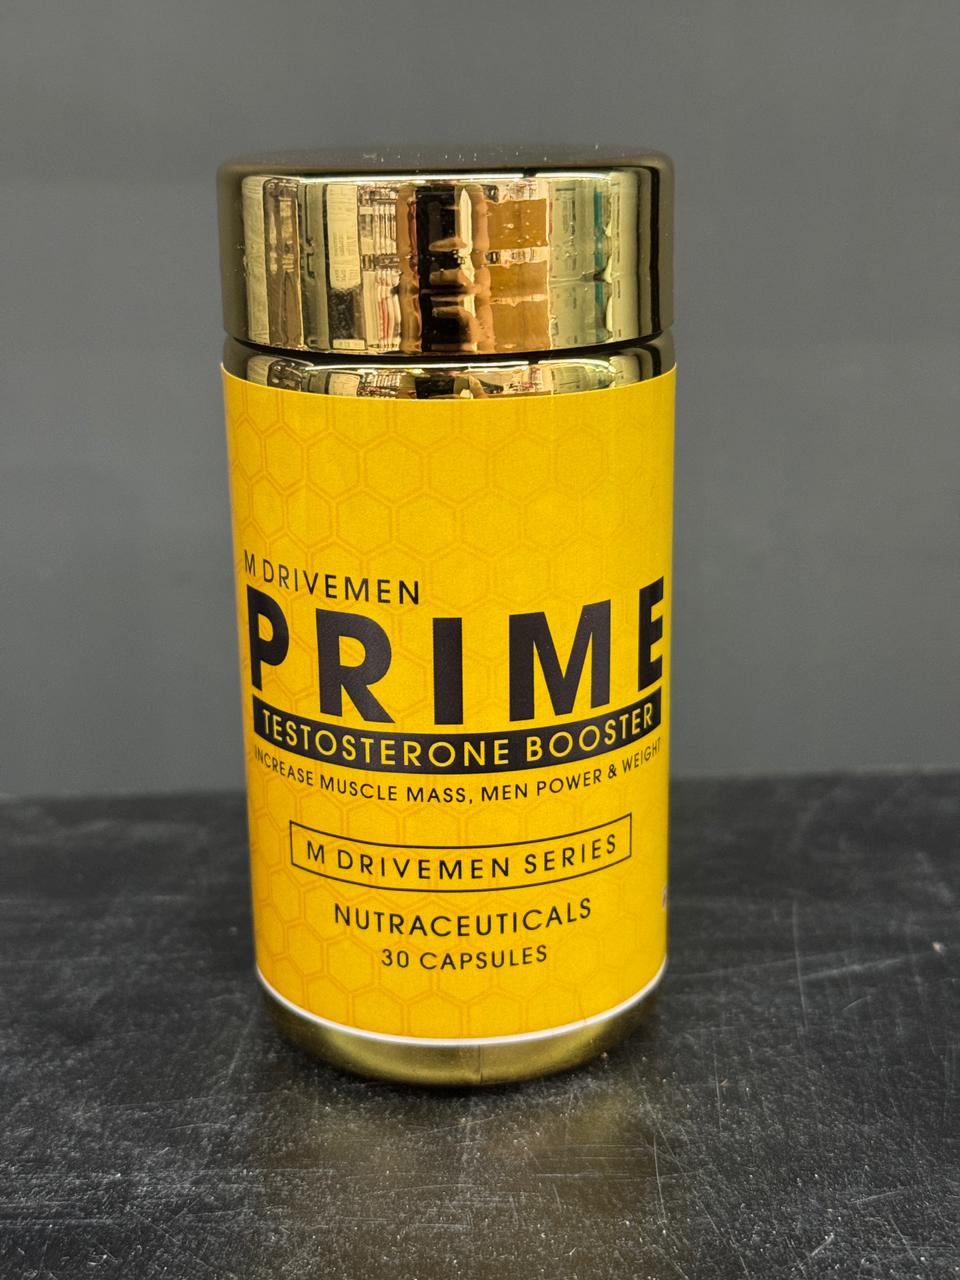 M DRIVEMEN
PRIME
TESTOSTERONE BOOSTER
INCREASE MUSCLE MASS, MEN POWER & WEIGHT
M DRIVEMEN SERIES
NUTRACEUTICALS
30 CAPSULES